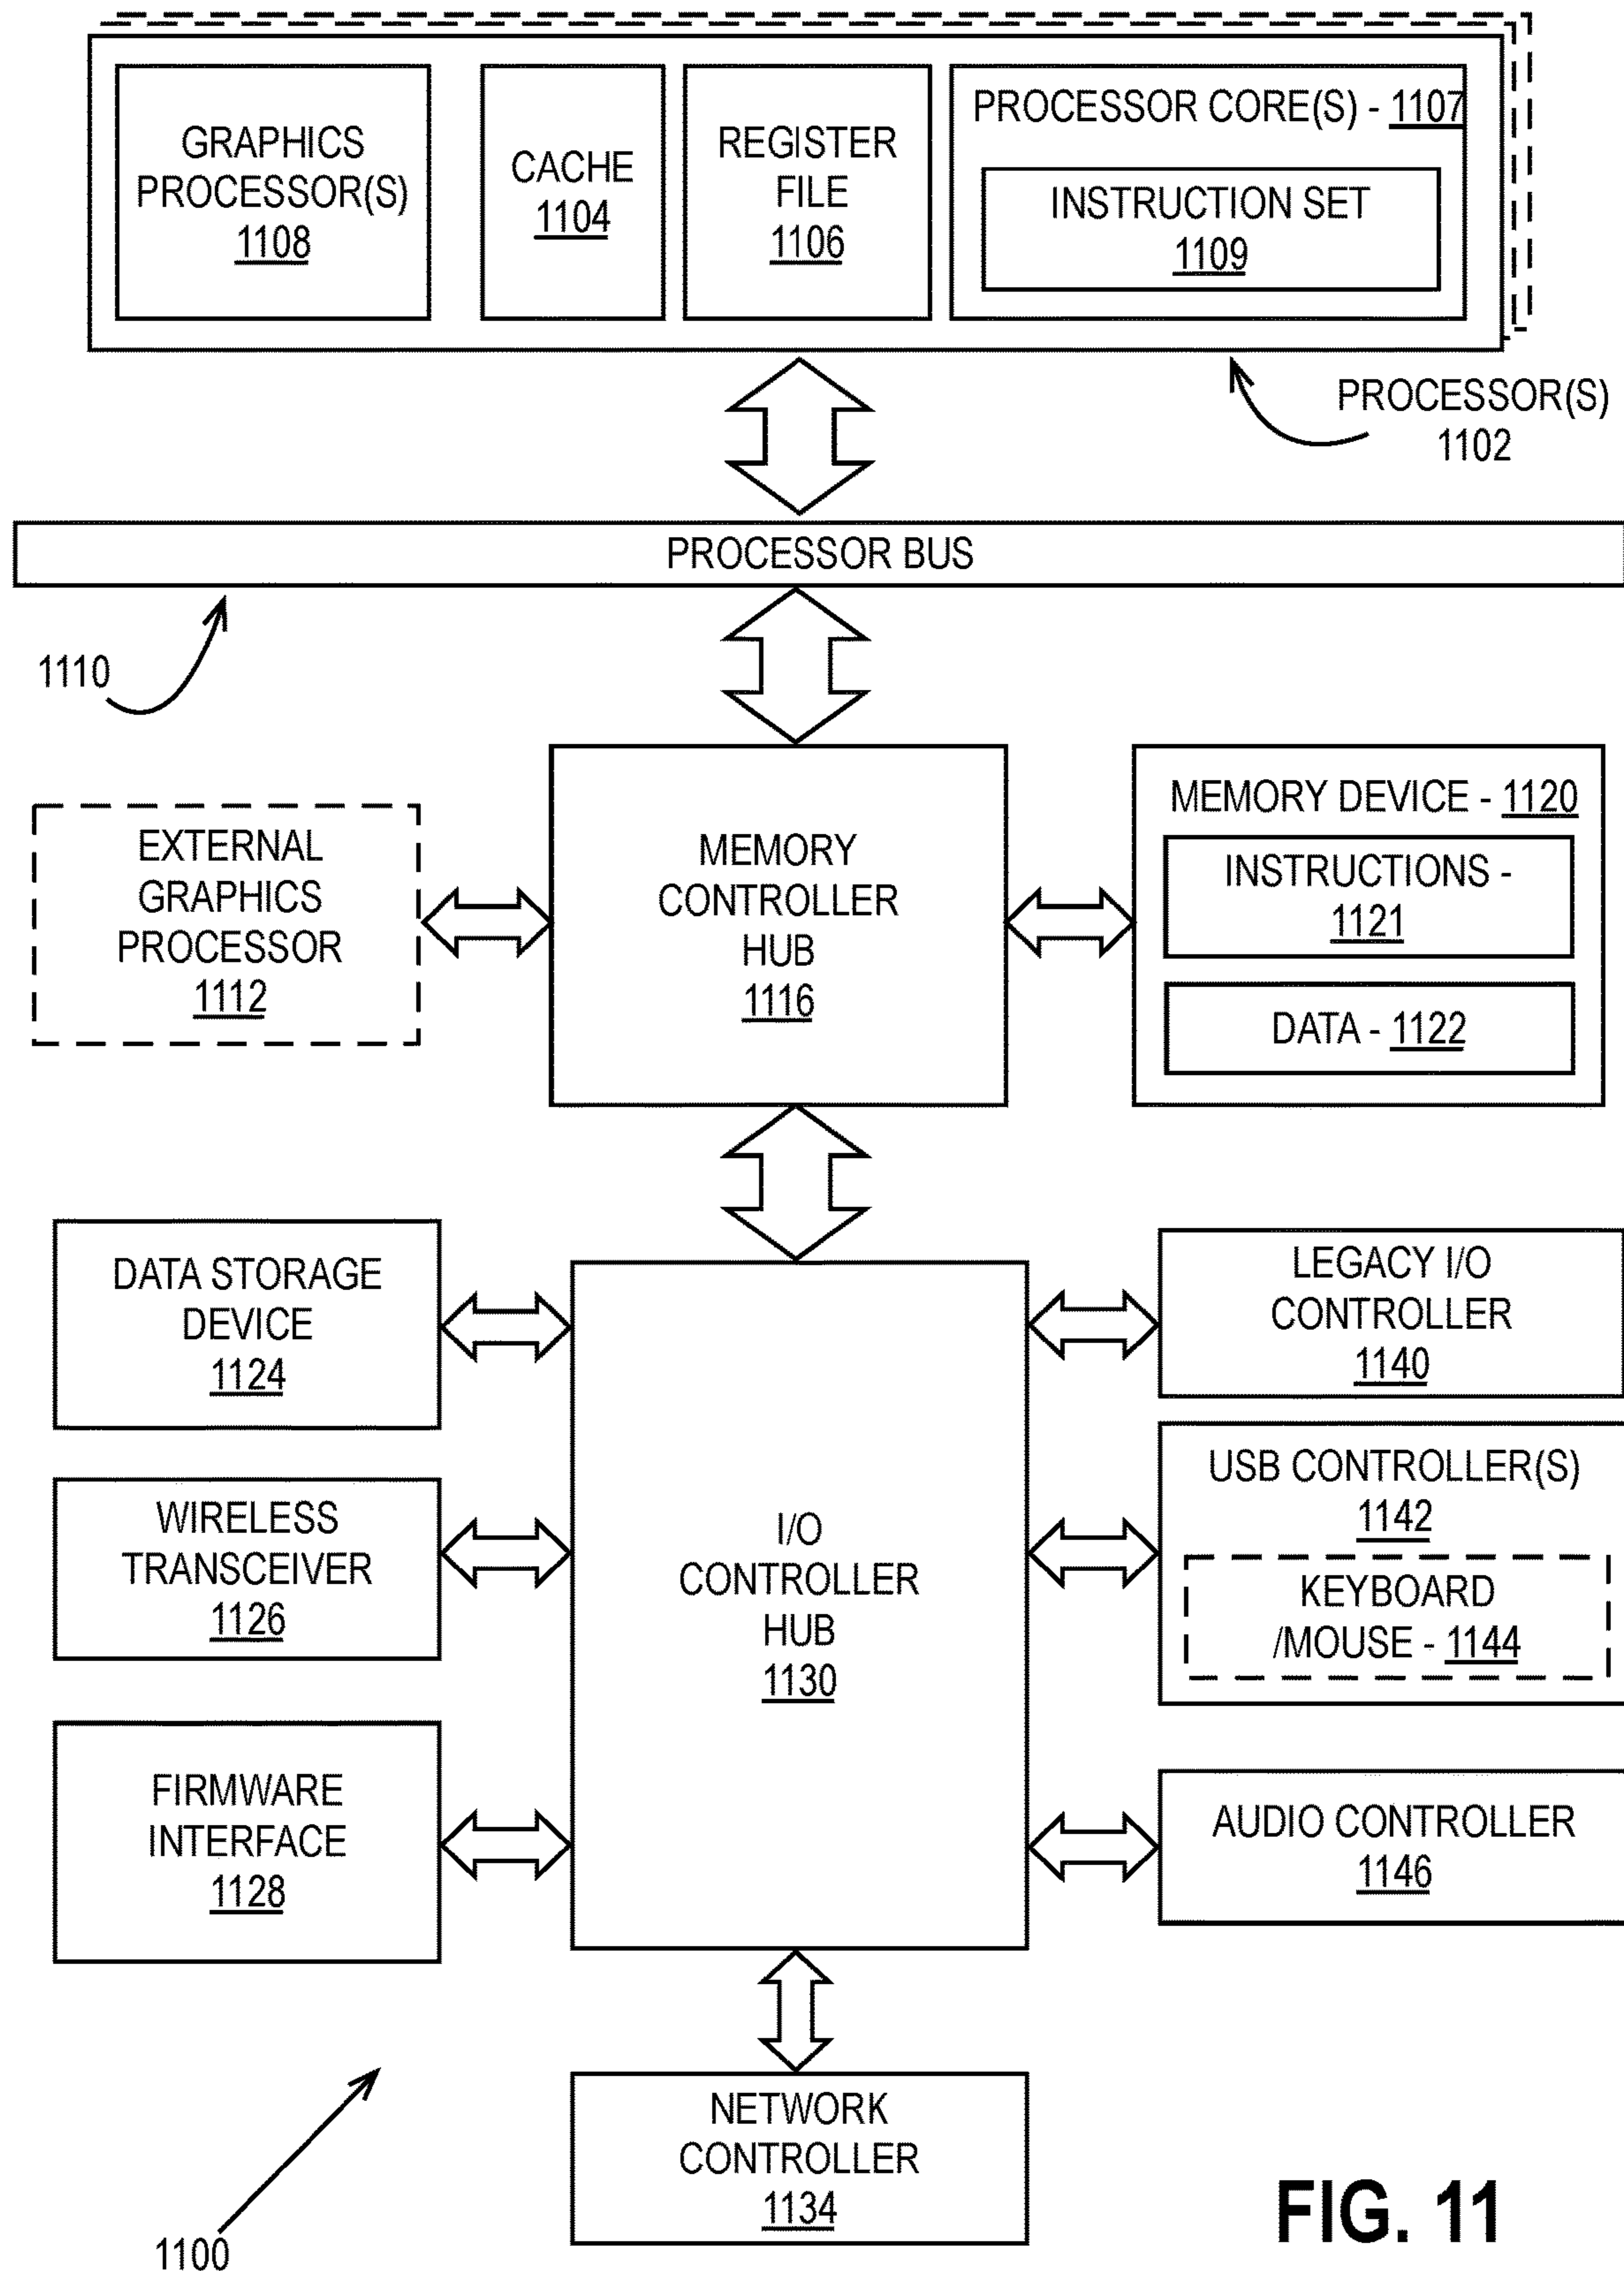 GRAPHICS
PROCESSOR(S)
1108
CACHE
1104
REGISTER
FILE
1106
PROCESSOR CORE(S) - 1107
INSTRUCTION SET
1109
PROCESSOR(S)
1102
PROCESSOR BUS
1110
EXTERNAL
GRAPHICS
PROCESSOR
1112
MEMORY
CONTROLLER
HUB
1116
MEMORY DEVICE - 1120
INSTRUCTIONS -
1121
DATA - 1122
DATA STORAGE
DEVICE
1124
WIRELESS
TRANSCEIVER
1126
FIRMWARE
INTERFACE
1128
I/O
CONTROLLER
HUB
1130
LEGACY I/O
CONTROLLER
1140
USB CONTROLLER(S)
1142
KEYBOARD
/MOUSE - 1144
AUDIO CONTROLLER
1146
NETWORK
CONTROLLER
1134
1100
FIG. 11